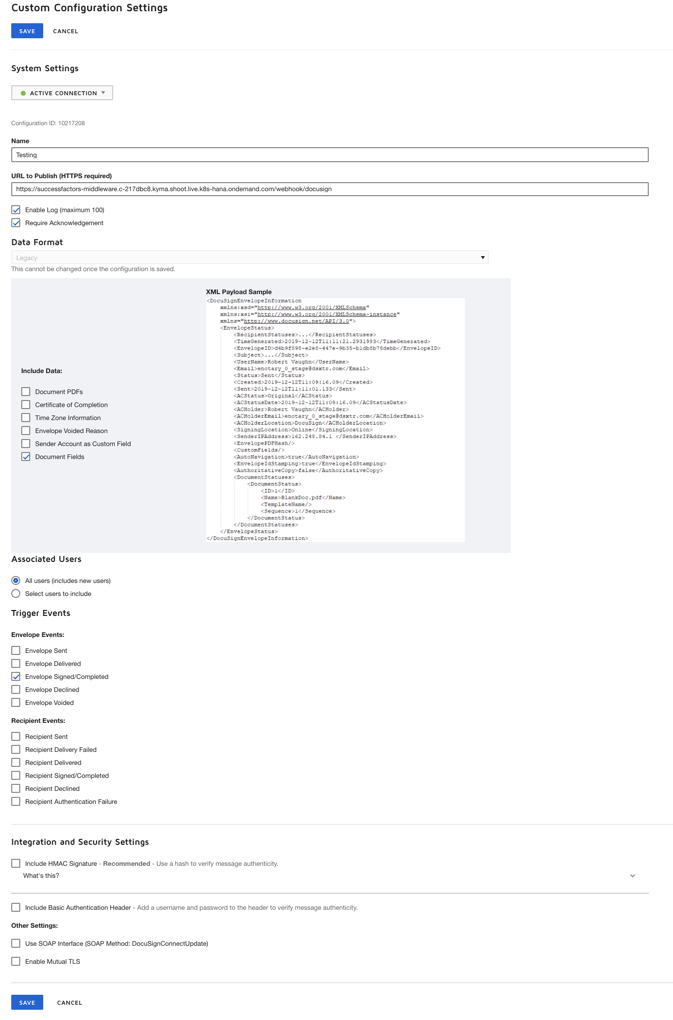 Custom Configuration Settings
SAVE CANCEL
System Settings
ACTIVE CONNECTION
Configuration ID: 10217208
Name
Testing
URL to Publish (HTTPS required)
https://successfactors-middleware.c-217dbc8.kyma.shoot.live.k8s-hana.ondemand.com/webhook/docusign
Enable Log (maximum 100)
Require Acknowledgement
Data Format
Legacy
This cannot be changed once the configuration is saved.
Include Data:
Document PDFs
Certificate of Completion
Time Zone Information
Envelope Voided Reason
Sender Account as Custom Field
Document Fields
XML Payload Sample
<DocuSignEnvelopeInformation
xmlns:xsd="http://www.w3.org/2001/XMLSchema"
xmlns:xsi="http://www.w3.org/2001/XMLSchema-instance"
xmlns="http://www.docusign.net/API/3.0">
<EnvelopeStatus>
<RecipientStatuses>...</RecipientStatuses>
<TimeGenerated>2019-12-12T11:11:21.2931993</TimeGenerated>
<Subject>...</Subject>
<UserName>Robert Vaughn</UserName>
<Email>enotary_0_stage@dsxtr.com</Email>
<Status>Sent</Status>
<Created>2019-12-12T11:09:16.09</Created>
<Sent>2019-12-12T11:11:01.133</Sent>
<ACStatus>Original</ACStatus>
<ACStatusDate>2019-12-12T11:09:16.09</ACStatusDate>
<ACHolder>Robert Vaughn</ACHolder>
<ACHolderEmail>enotary_0_stage@dsxtr.com</ACHolderEmail>
<ACHolderLocation>DocuSign</ACHolderLocation>
<SigningLocation>Online</SigningLocation>
<SenderIPAddress>162.248.84.1 </SenderIPAddress>
<EnvelopePDFHash/>
<CustomFields/>
<AutoNavigation>true</AutoNavigation>
<EnvelopeIdStamping>true</EnvelopeIdStamping>
<AuthoritativeCopy>false</AuthoritativeCopy>
<DocumentStatuses>
<DocumentStatus>
<ID>1</ID>
<Name>BlankDoc.pdf</Name>
<TemplateName/>
<Sequence>1</Sequence>
</DocumentStatus>
</DocumentStatuses>
</EnvelopeStatus>
</DocuSignEnvelopeInformation>
Associated Users
All users (includes new users)
Select users to include
Trigger Events
Envelope Events:
Envelope Sent
Envelope Delivered
Envelope Signed/Completed
Envelope Declined
Envelope Voided
Recipient Events:
Recipient Sent
Recipient Delivery Failed
Recipient Delivered
Recipient Signed/Completed
Recipient Declined
Recipient Authentication Failure
Integration and Security Settings
Include HMAC Signature - Recommended - Use a hash to verify message authenticity.
What's this?
Include Basic Authentication Header - Add a username and password to the header to verify message authenticity.
Other Settings:
Use SOAP Interface (SOAP Method: DocuSignConnectUpdate)
Enable Mutual TLS
SAVE CANCEL